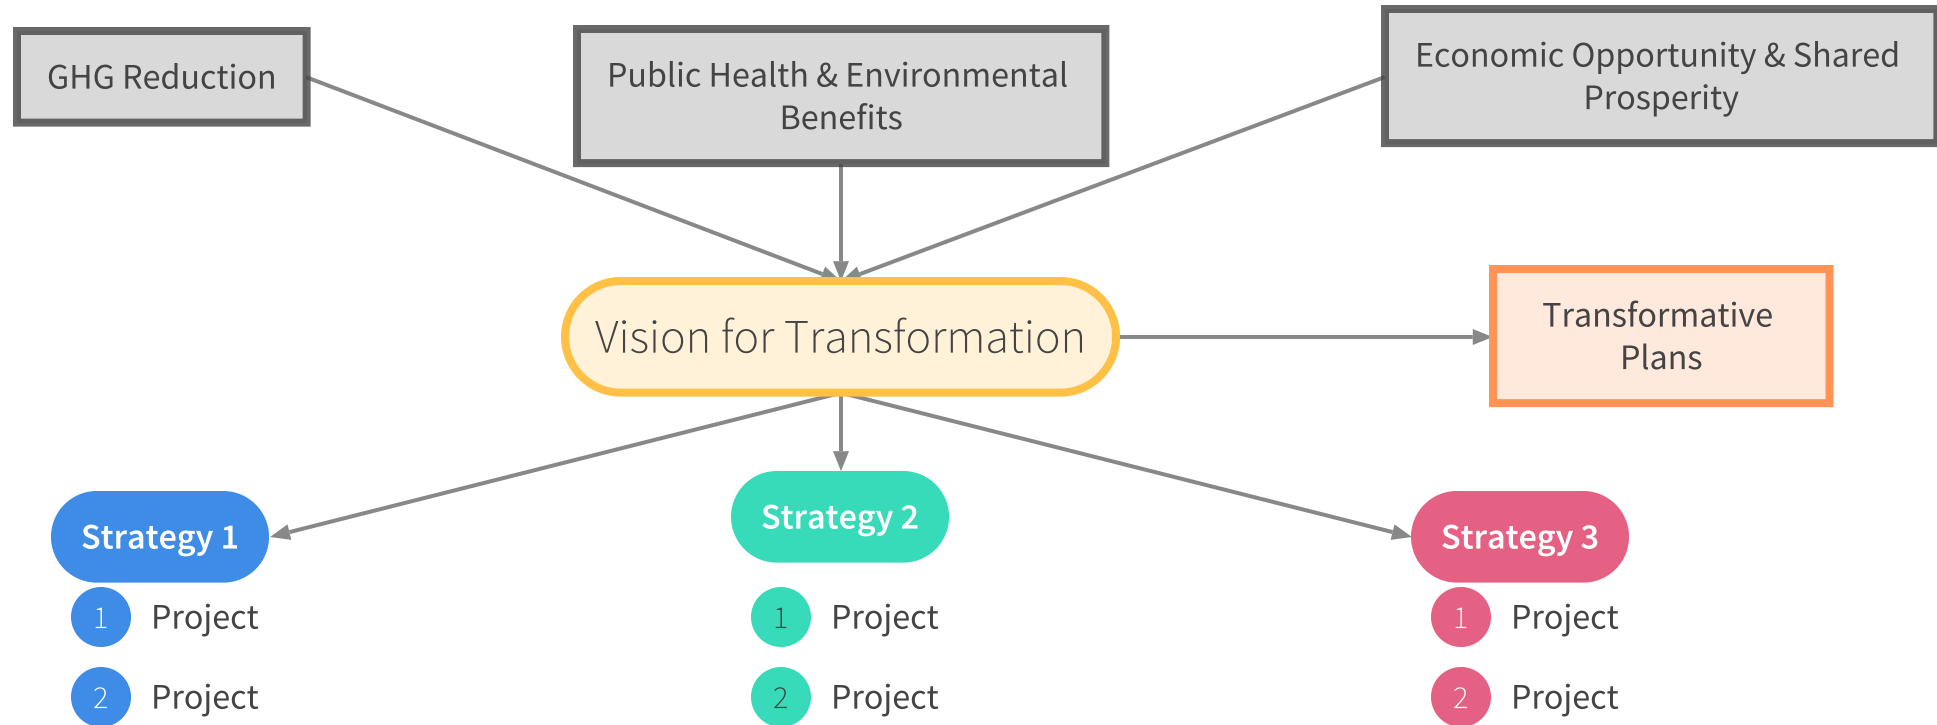 GHG Reduction
Public Health & Environmental
Benefits
Economic Opportunity & Shared
Prosperity
Vision for Transformation
Transformative
Plans
Strategy 1
1 Project
2 Project
Strategy 2
1 Project
2 Project
Strategy 3
1 Project
2 Project